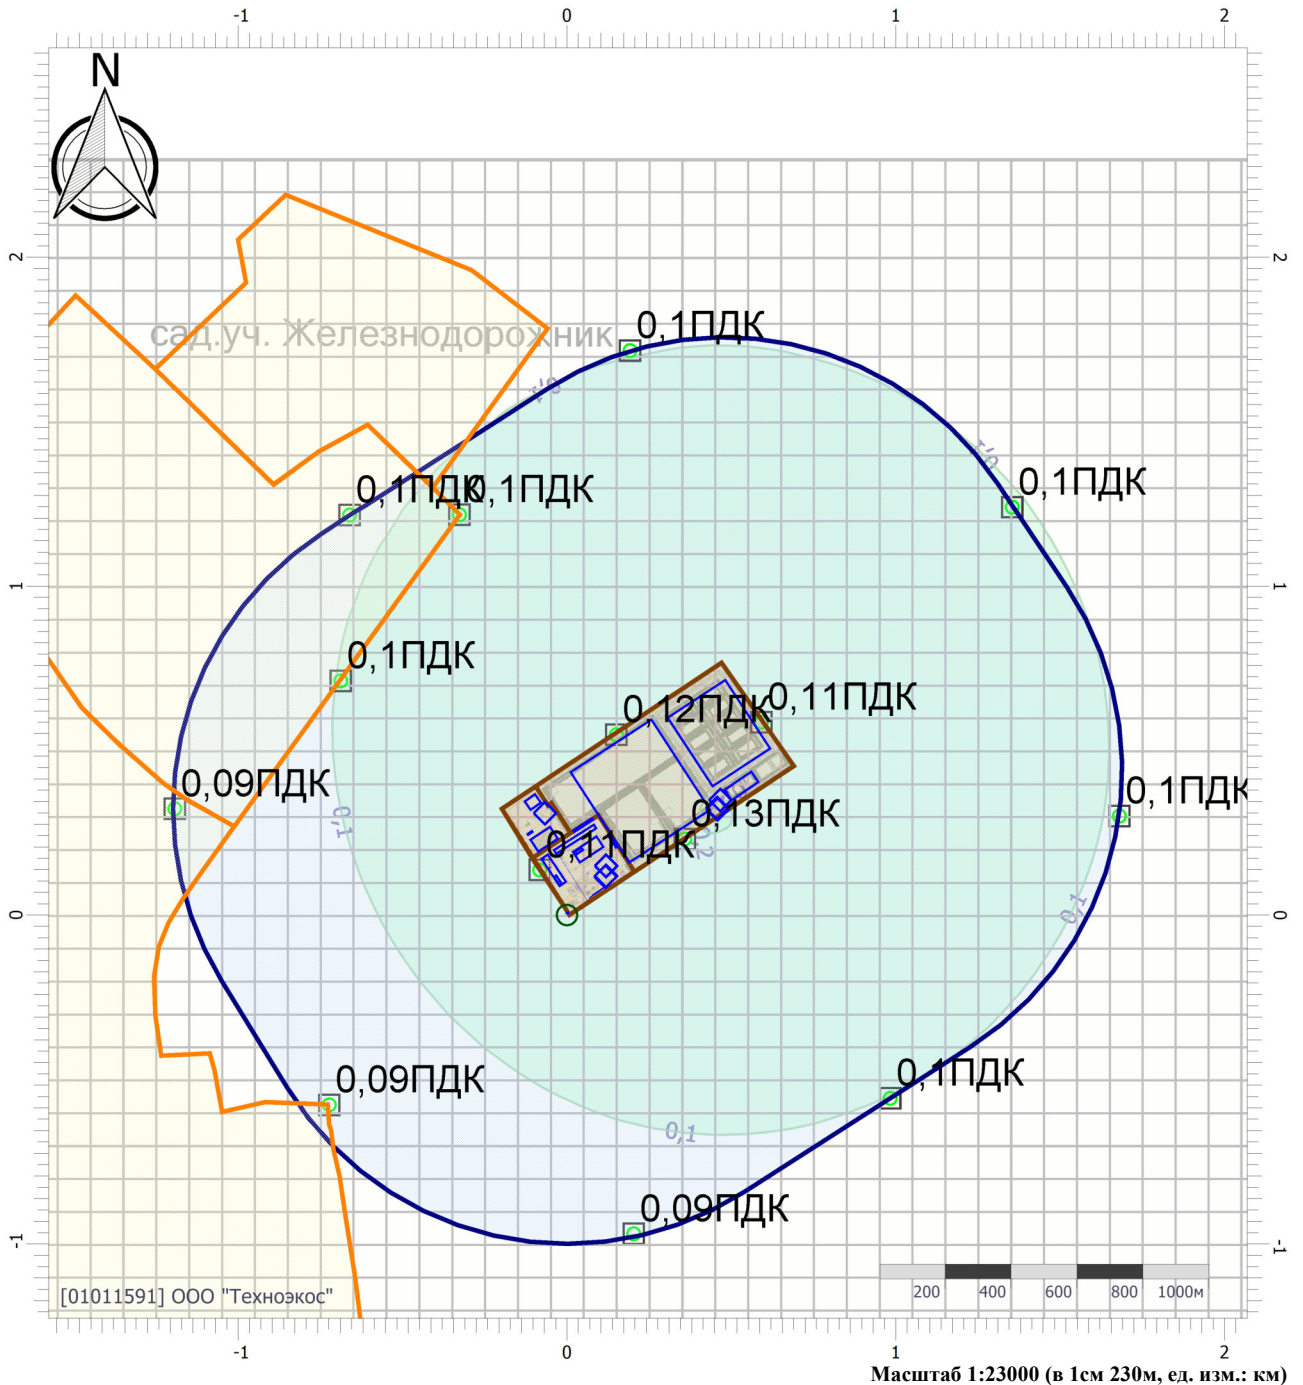 -1 0 1 2
N
2 2
сад.уч. Железнодорожник
0,1ПДК
0,1
0,1
0,1ПДК 0,1ПДК 0,1ПДК
1 1
0,1ПДК
0,12ПДК 0,11ПДК
0,09ПДК 0,1ПДК
0,1 0,13ПДК
0,11ПДК 0,2
0 0,1 0
0,09ПДК 0,1ПДК
0,1
0,09ПДК
-1 -1
200 400 600 800 1000м
[01011591] ООО "Техноэкос"
-1 0 1 2
Масштаб 1:23000 (в 1см 230м, ед. изм.: км)